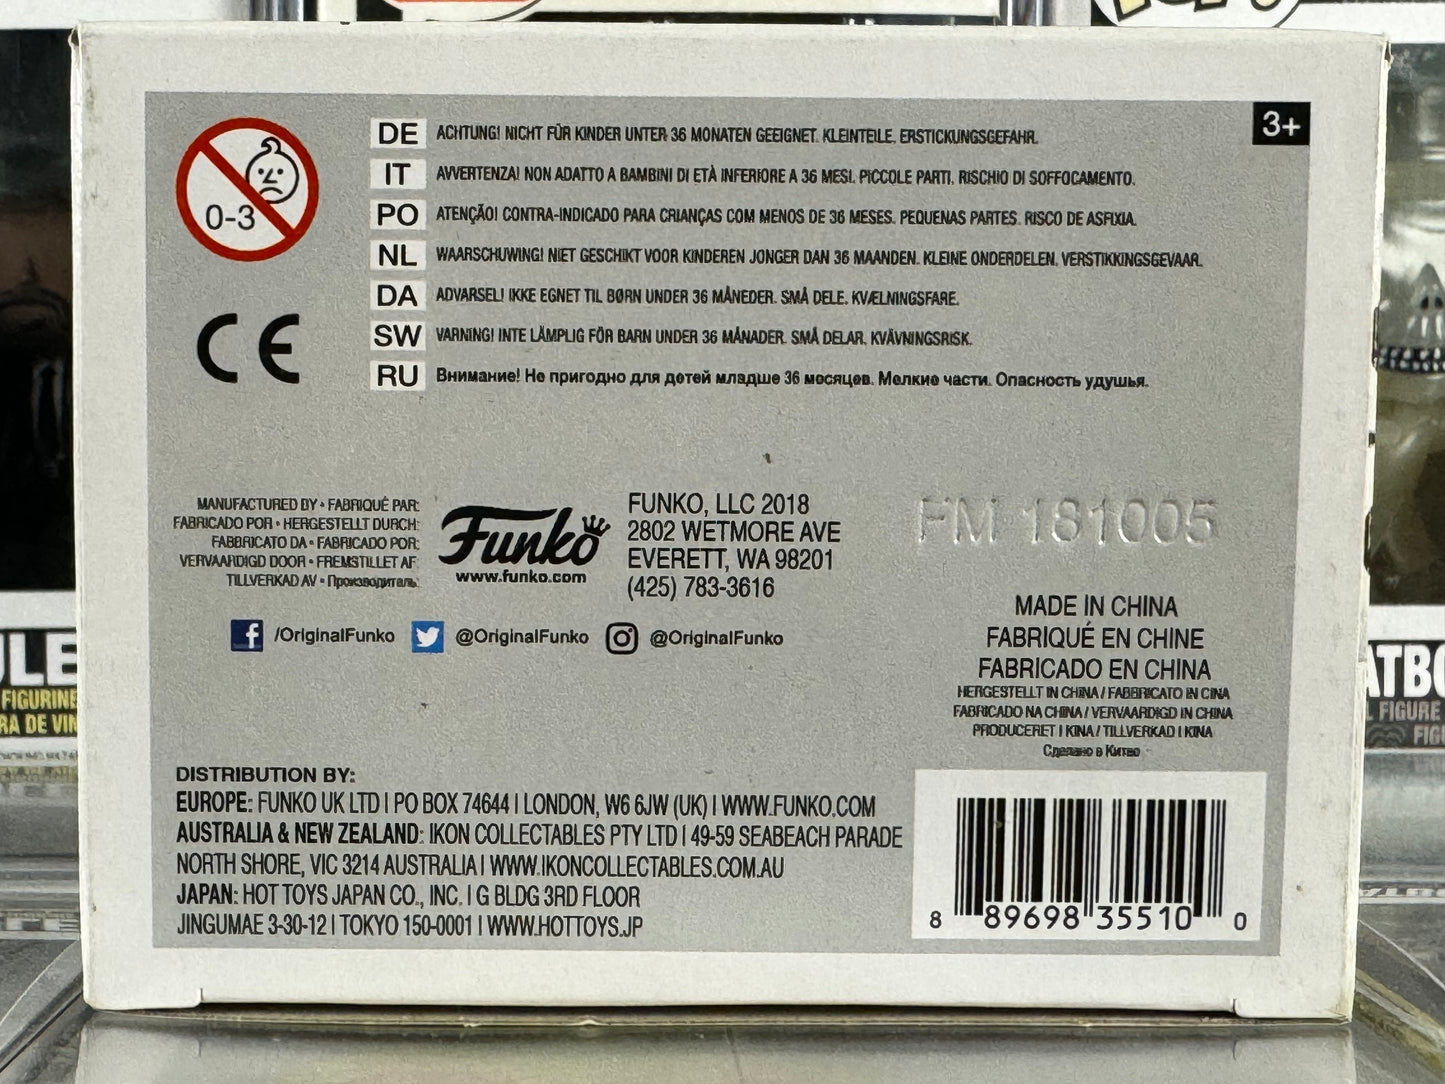 0-3
3+
DE ACHTUNG! NICHT FÜR KINDER UNTER 36 MONATEN GEEIGNET. KLEINTEILE. ERSTICKUNGSGEFAHR.
IT AVVERTENZA! NON ADATTO A BAMBINI DI ETÀ INFERIORE A 36 MESI. PICCOLE PARTI. RISCHIO DI SOFFOCAMENTO.
PO ATENÇÃO! CONTRA-INDICADO PARA CRIANÇAS COM MENOS DE 36 MESES. PEQUENAS PARTES. RISCO DE ASFIXIA.
NL WAARSCHUWING! NIET GESCHIKT VOOR KINDEREN JONGER DAN 36 MAANDEN. KLEINE ONDERDELEN. VERSTIKKINGSGEVAAR.
DA ADVARSEL! IKKE EGNET TIL BØRN UNDER 36 MÅNEDER. SMÅ DELE. KVÆLNINGSFARE.
SW VARNING! INTE LÄMPLIG FÖR BARN UNDER 36 MÅNADER. SMÅ DELAR. KVÄVNINGSRISK.
RU Внимание! Не пригодно для детей младше 36 месяцев. Мелкие части. Опасность удушья.
CE
MANUFACTURED BY • FABRIQUÉ PAR:
FABRICADO POR • HERGESTELLT DURCH:
FABBRICATO DA • FABRICADO POR:
VERVAARDIGD DOOR • FREMSTILLET AF:
TILLVERKAD AV • Производитель:
Funko
www.funko.com
FUNKO, LLC 2018
2802 WETMORE AVE
EVERETT, WA 98201
(425) 783-3616
FM 181005
/OriginalFunko @OriginalFunko @OriginalFunko
MADE IN CHINA
FABRIQUÉ EN CHINE
FABRICADO EN CHINA
HERGESTELLT IN CHINA / FABBRICATO IN CINA
FABRICADO NA CHINA / VERVAARDIGD IN CHINA
PRODUCERET I KINA / TILLVERKAD I KINA
Сделано в Китае
DISTRIBUTION BY:
EUROPE: FUNKO UK LTD | PO BOX 74644 | LONDON, W6 6JW (UK) | WWW.FUNKO.COM
AUSTRALIA & NEW ZEALAND: IKON COLLECTABLES PTY LTD | 49-59 SEABEACH PARADE
NORTH SHORE, VIC 3214 AUSTRALIA | WWW.IKONCOLLECTABLES.COM.AU
JAPAN: HOT TOYS JAPAN CO., INC. | G BLDG 3RD FLOOR
JINGUMAE 3-30-12 | TOKYO 150-0001 | WWW.HOTTOYS.JP
8 89698 35510 0
FIGURINE
FIGURE